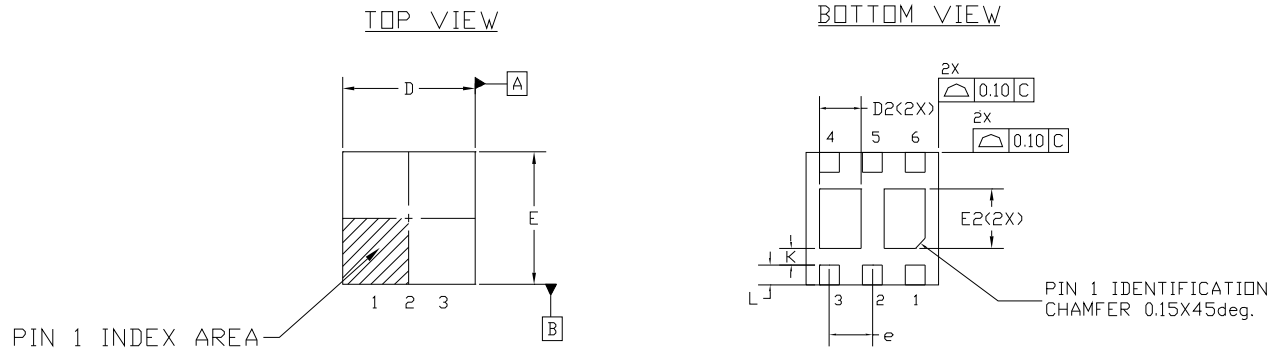 TOP VIEW
D
A
E
1 2 3
B
PIN 1 INDEX AREA
BOTTOM VIEW
2X
0.10 C
D2(2X)
2X
0.10 C
4 5 6
E2(2X)
K
L
3 2 1
e
PIN 1 IDENTIFICATION
CHAMFER 0.15X45deg.